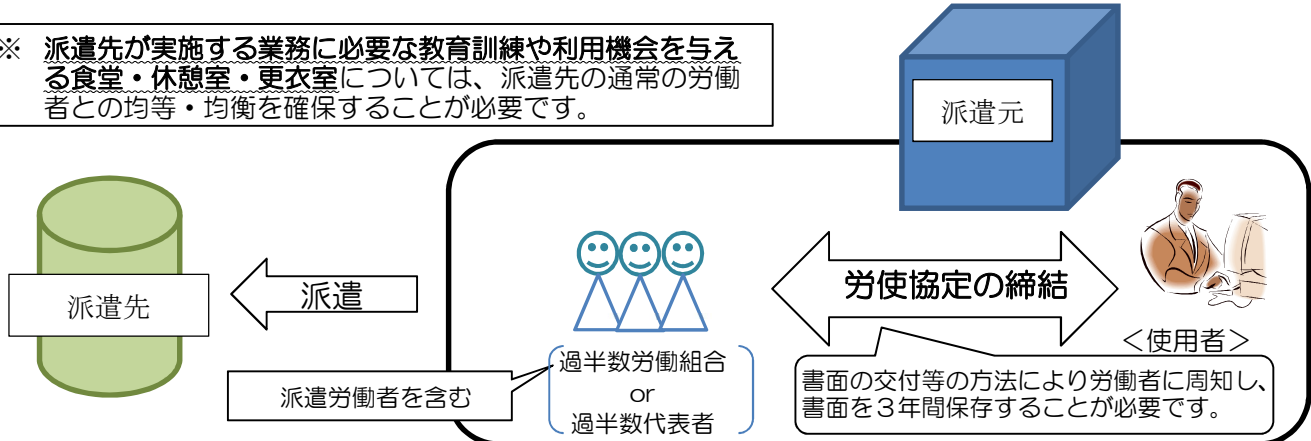 ※ 派遣先が実施する業務に必要な教育訓練や利用機会を与え
る食堂・休憩室・更衣室については、派遣先の通常の労働
者との均等・均衡を確保することが必要です。
派遣元
派遣先
派遣
労使協定の締結
<使用者>
派遣労働者を含む
過半数労働組合
or
過半数代表者
書面の交付等の方法により労働者に周知し、
書面を３年間保存することが必要です。